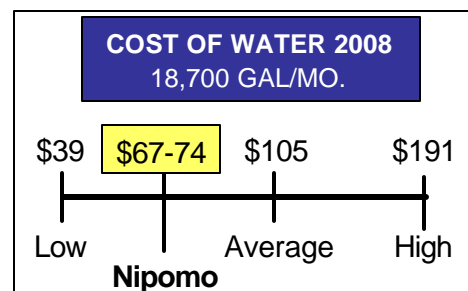 COST OF WATER 2008
18,700 GAL/MO.
$39 $67-74 $105 $191
Low Average High
Nipomo